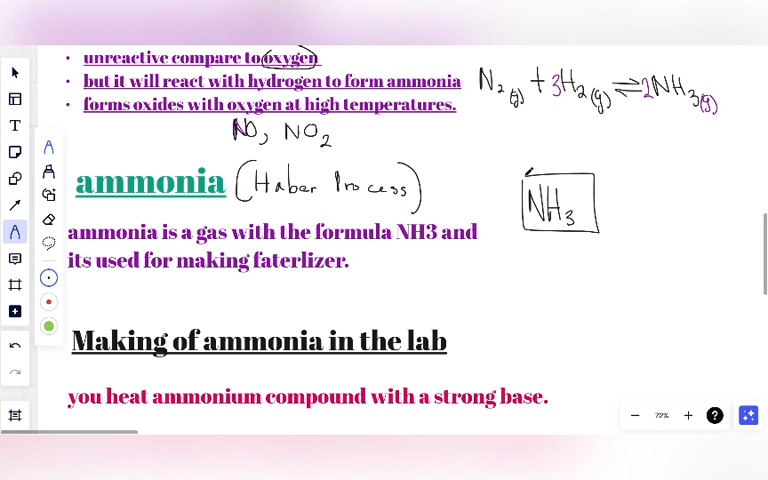 unreactive compare to oxygen
but it will react with hydrogen to form ammonia
forms oxides with oxygen at high temperatures.
N2(g) + 3H2(g) ⇌ 2NH3(g)
NO, NO2
ammonia (Haber Process)
NH3
ammonia is a gas with the formula NH3 and
its used for making faterlizer.
Making of ammonia in the lab
you heat ammonium compound with a strong base.
72%